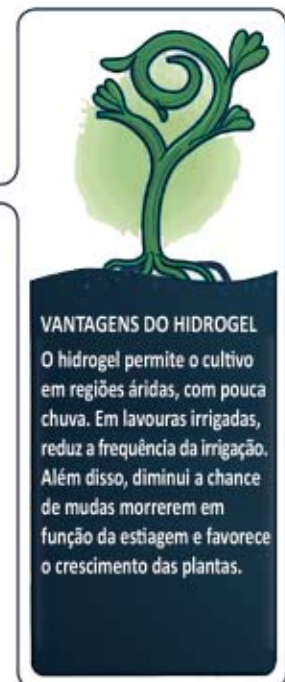 VANTAGENS DO HIDROGEL
O hidrogel permite o cultivo
em regiões áridas, com pouca
chuva. Em lavouras irrigadas,
reduz a frequência da irrigação.
Além disso, diminui a chance
de mudas morrerem em
função da estiagem e favorece
o crescimento das plantas.